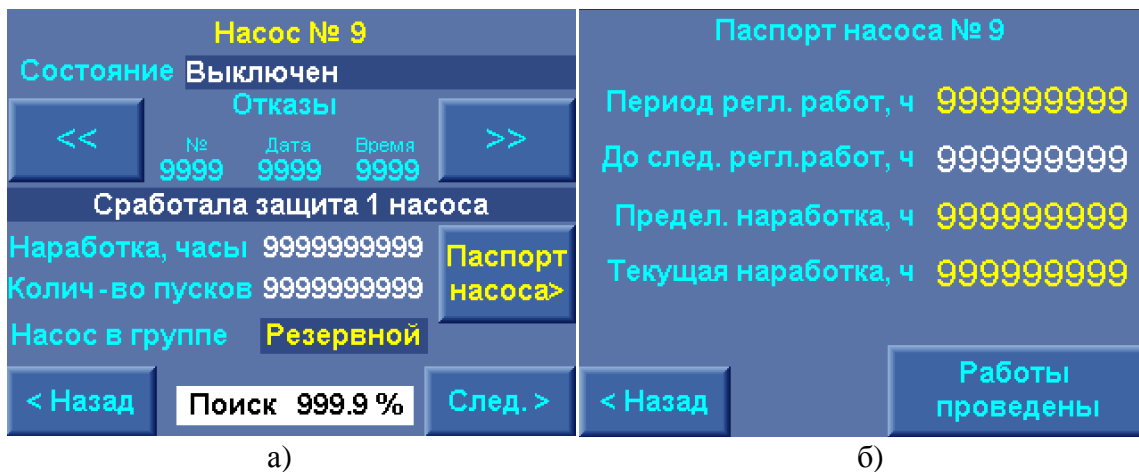 Насос № 9
Состояние Выключен
Отказы
<< № Дата Время >>
9999 9999 9999
Сработала защита 1 насоса
Наработка, часы 9999999999
Колич-во пусков 9999999999
Паспорт
насоса>
Насос в группе Резервной
< Назад Поиск 999.9 % След. >
а)
Паспорт насоса № 9
Период регл. работ, ч 999999999
До след. регл.работ, ч 999999999
Предел. наработка, ч 999999999
Текущая наработка, ч 999999999
< Назад
Работы
проведены
б)